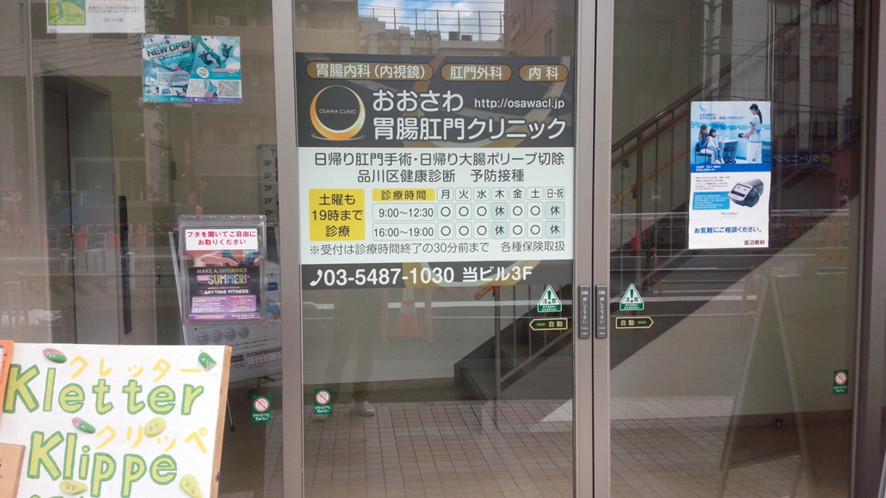 NEW OPEN
胃腸内科(内視鏡) 肛門外科 内科
OSAWA CLINIC
おおさわ http://osawacl.jp
胃腸肛門クリニック
日帰り肛門手術・日帰り大腸ポリープ切除
品川区健康診断 予防接種
土曜も
19時まで
診療
診療時間 月 火 水 木 金 土 日・祝
9:00〜12:30 〇 〇 〇 休 〇 〇 休
16:00〜19:00 〇 〇 〇 休 〇 〇 休
※受付は診療時間終了の30分前まで 各種保険取扱
03-5487-1030 当ビル3F
フタを開いてご自由に
お取りください
MAKE A DIFFERENCE
SUMMER!
ANYTIME FITNESS
お気軽にご相談ください。
渡辺眼科
自動
自動
クレッター
Kletter
クリッペ
Klippe